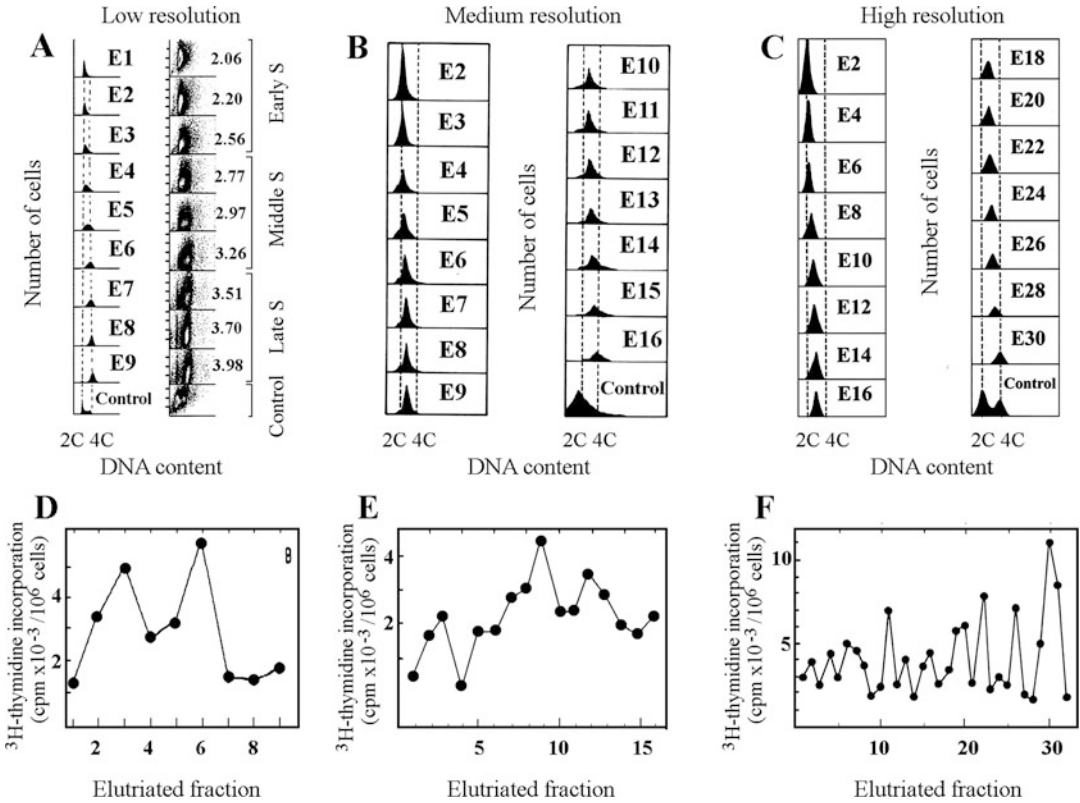 Low resolution
Medium resolution
High resolution
A
B
C
Number of cells
E1
E2
E3
E4
E5
E6
E7
E8
E9
Control
2.06
2.20
2.56
2.77
2.97
3.26
3.51
3.70
3.98
Early S
Middle S
Late S
Control
2C 4C
DNA content
Number of cells
E2
E3
E4
E5
E6
E7
E8
E9
E10
E11
E12
E13
E14
E15
E16
Control
2C 4C
2C 4C
DNA content
Number of cells
E2
E4
E6
E8
E10
E12
E14
E16
Number of cells
E18
E20
E22
E24
E26
E28
E30
Control
2C 4C
2C 4C
DNA content
D
³H-thymidine incorporation
(cpm x10⁻³ /10⁶ cells)
4
2
2 4 6 8
Elutriated fraction
E
³H-thymidine incorporation
(cpm x10⁻³ /10⁶ cells)
4
2
5 10 15
Elutriated fraction
F
³H-thymidine incorporation
(cpm x10⁻³ /10⁶ cells)
10
5
10 20 30
Elutriated fraction